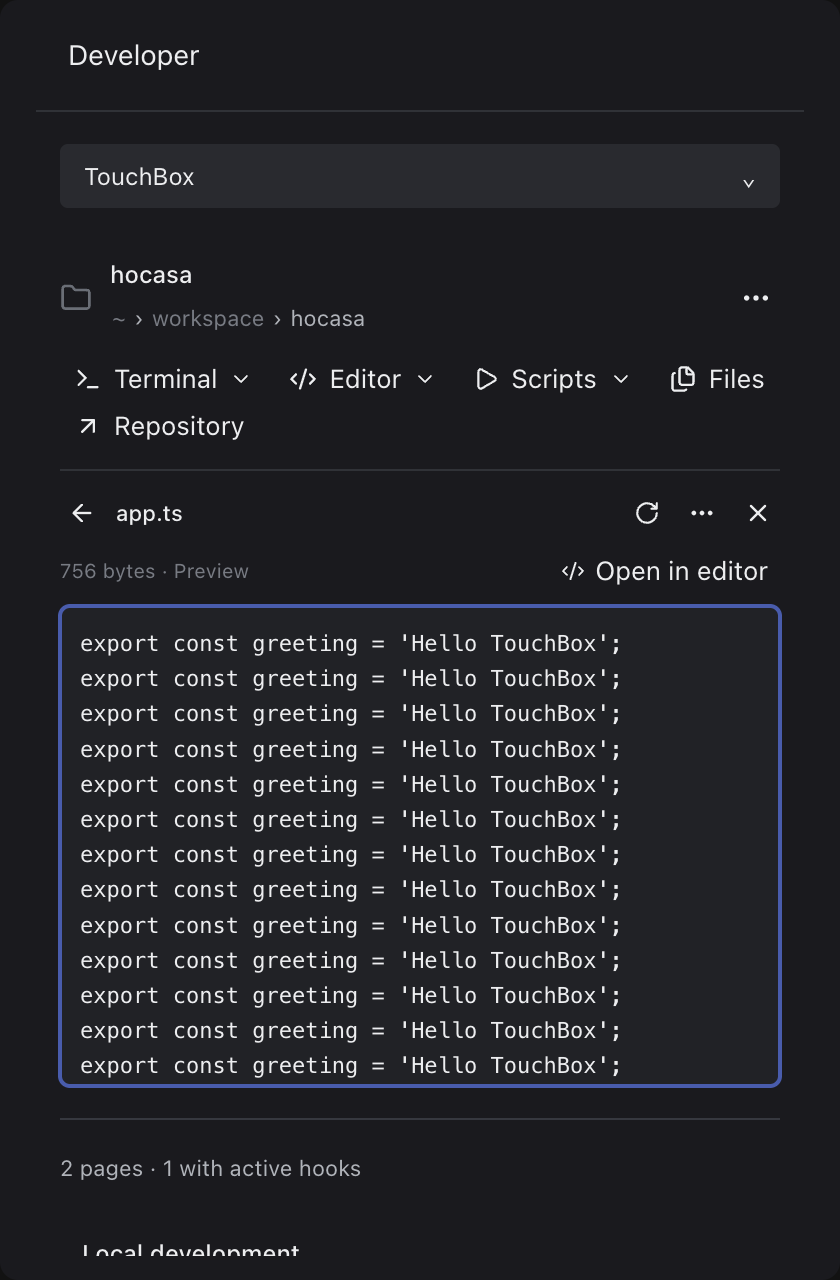 Developer
TouchBox
hocasa
~ › workspace › hocasa
Terminal Editor Scripts Files
Repository
app.ts
756 bytes · Preview </> Open in editor
export const greeting = 'Hello TouchBox';
export const greeting = 'Hello TouchBox';
export const greeting = 'Hello TouchBox';
export const greeting = 'Hello TouchBox';
export const greeting = 'Hello TouchBox';
export const greeting = 'Hello TouchBox';
export const greeting = 'Hello TouchBox';
export const greeting = 'Hello TouchBox';
export const greeting = 'Hello TouchBox';
export const greeting = 'Hello TouchBox';
export const greeting = 'Hello TouchBox';
export const greeting = 'Hello TouchBox';
export const greeting = 'Hello TouchBox';
2 pages · 1 with active hooks
Local development